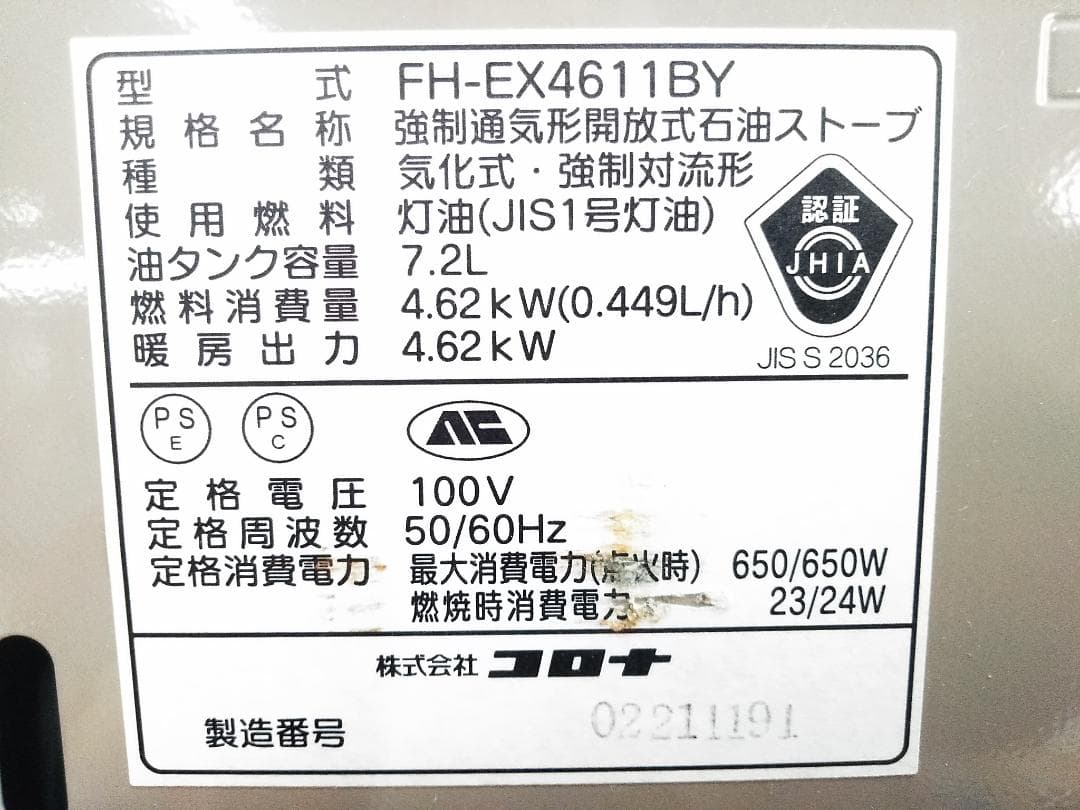 型式 FH-EX4611BY
規格名称 強制通気形開放式石油ストーブ
種類 気化式・強制対流形
使用燃料 灯油(JIS1号灯油)
油タンク容量 7.2L
燃料消費量 4.62kW(0.449L/h)
暖房出力 4.62kW
認証
JHIA
JIS S 2036
PS E
PS C
定格電圧 100V
定格周波数 50/60Hz
定格消費電力 最大消費電力(点火時) 650/650W
燃焼時消費電力 23/24W
株式会社 コロナ
製造番号 02211191